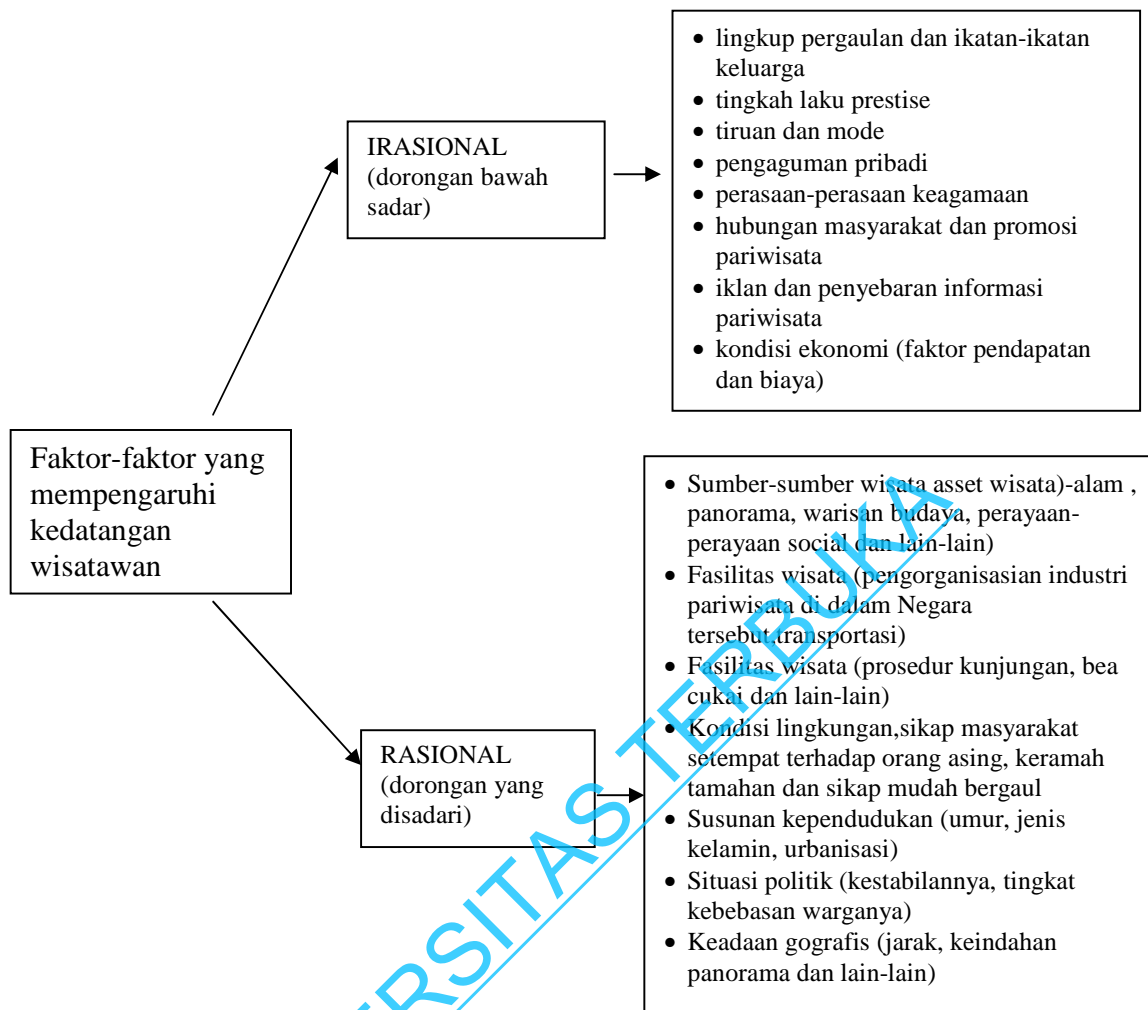 • lingkup pergaulan dan ikatan-ikatan
keluarga
• tingkah laku prestise
• tiruan dan mode
• pengaguman pribadi
• perasaan-perasaan keagamaan
• hubungan masyarakat dan promosi
pariwisata
• iklan dan penyebaran informasi
pariwisata
• kondisi ekonomi (faktor pendapatan
dan biaya)
IRASIONAL
(dorongan bawah
sadar)
Faktor-faktor yang
mempengaruhi
kedatangan
wisatawan
RASIONAL
(dorongan yang
disadari)
• Sumber-sumber wisata asset wisata)-alam ,
panorama, warisan budaya, perayaan-
perayaan social dan lain-lain)
• Fasilitas wisata (pengorganisasian industri
pariwisata di dalam Negara
tersebut,transportasi)
• Fasilitas wisata (prosedur kunjungan, bea
cukai dan lain-lain)
• Kondisi lingkungan,sikap masyarakat
setempat terhadap orang asing, keramah
tamahan dan sikap mudah bergaul
• Susunan kependudukan (umur, jenis
kelamin, urbanisasi)
• Situasi politik (kestabilannya, tingkat
kebebasan warganya)
• Keadaan gografis (jarak, keindahan
panorama dan lain-lain)
ERSITAS TERBUKA